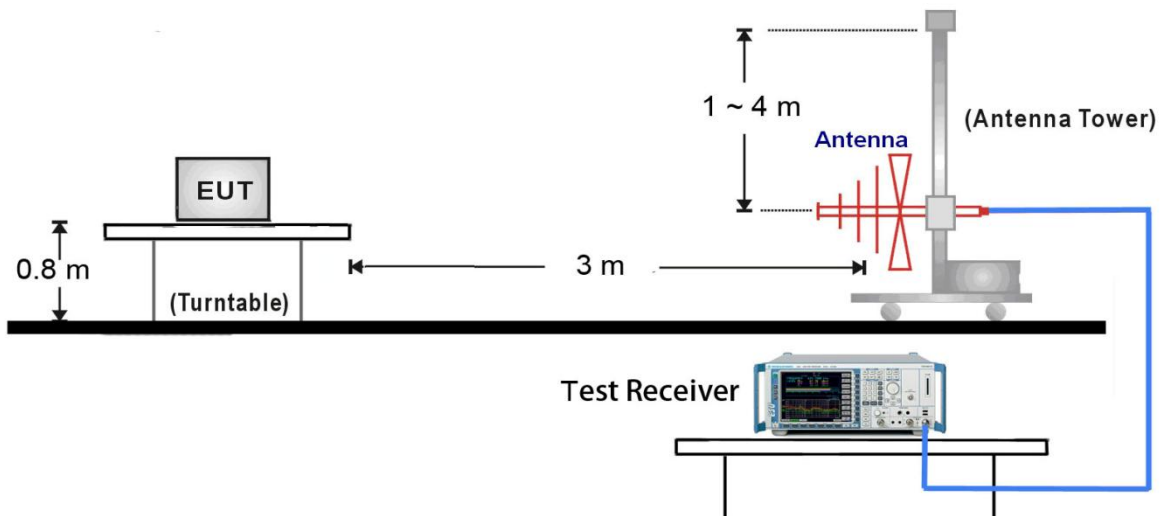 1 ~ 4 m
(Antenna Tower)
Antenna
EUT
0.8 m
3 m
(Turntable)
Test Receiver